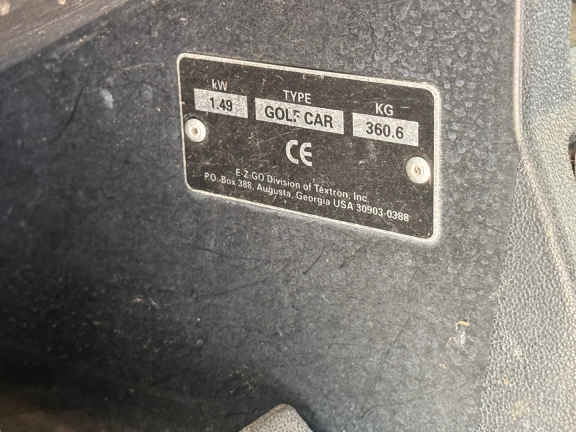 kW TYPE KG
1.49 GOLF CAR 360.6
CE
E-Z-GO Division of Textron, Inc.
P.O. Box 388, Augusta, Georgia USA 30903-0388